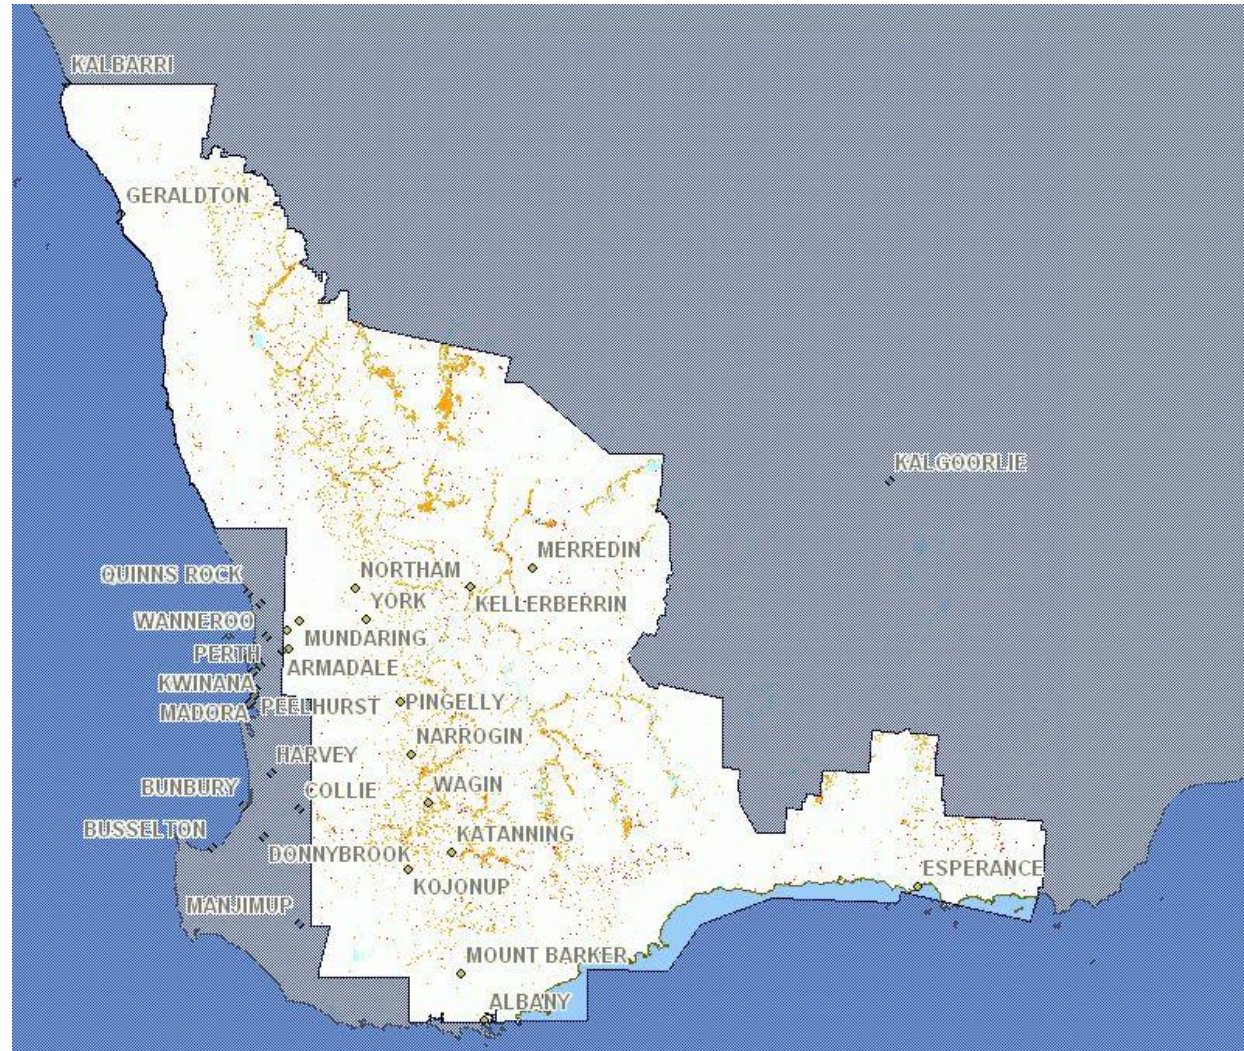 KALBARRI
GERALDTON
KALGOORLIE
MERREDIN
QUINNS ROCK
NORTHAM
YORK
KELLERBERRIN
WANNEROO
MUNDARING
PERTH
ARMADALE
KWINANA
PEELHURST
MADORA
PINGELLY
NARROGIN
HARVEY
BUNBURY
COLLIE
WAGIN
BUSSELTON
KATANNING
DONNYBROOK
ESPERANCE
KOJONUP
MANJIMUP
MOUNT BARKER
ALBANY